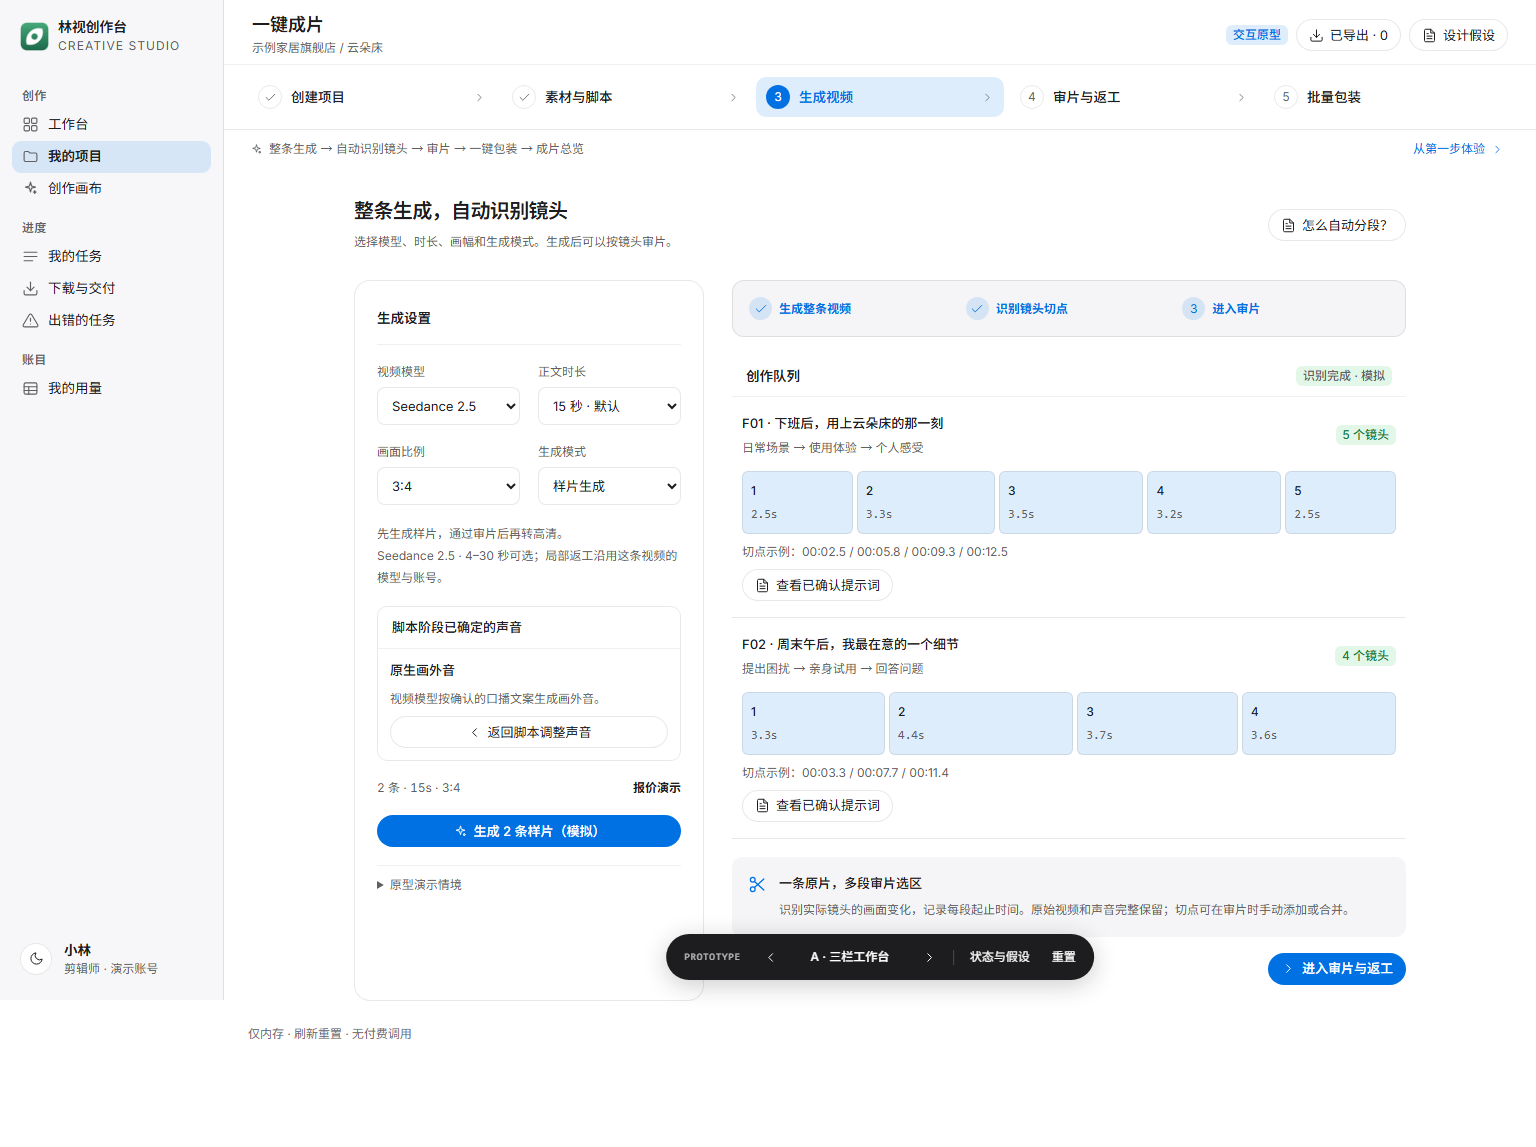 林视创作台
CREATIVE STUDIO
创作
工作台
我的项目
创作画布
进度
我的任务
下载与交付
出错的任务
账目
我的用量
小林
剪辑师 · 演示账号
一键成片
示例家居旗舰店 / 云朵床
交互原型
已导出 · 0
设计假设
创建项目
素材与脚本
3 生成视频
4 审片与返工
5 批量包装
整条生成 → 自动识别镜头 → 审片 → 一键包装 → 成片总览
从第一步体验
整条生成，自动识别镜头
选择模型、时长、画幅和生成模式。生成后可以按镜头审片。
怎么自动分段？
生成设置
视频模型
正文时长
Seedance 2.5
15 秒 · 默认
画面比例
生成模式
3:4
样片生成
先生成样片，通过审片后再转高清。
Seedance 2.5 · 4–30 秒可选；局部返工沿用这条视频的
模型与账号。
脚本阶段已确定的声音
原生画外音
视频模型按确认的口播文案生成画外音。
返回脚本调整声音
2 条 · 15s · 3:4
报价演示
生成 2 条样片（模拟）
原型演示情境
生成整条视频
识别镜头切点
3 进入审片
创作队列
识别完成 · 模拟
F01 · 下班后，用上云朵床的那一刻
日常场景 → 使用体验 → 个人感受
5 个镜头
1
2.5s
2
3.3s
3
3.5s
4
3.2s
5
2.5s
切点示例：00:02.5 / 00:05.8 / 00:09.3 / 00:12.5
查看已确认提示词
F02 · 周末午后，我最在意的一个细节
提出困扰 → 亲身试用 → 回答问题
4 个镜头
1
3.3s
2
4.4s
3
3.7s
4
3.6s
切点示例：00:03.3 / 00:07.7 / 00:11.4
查看已确认提示词
一条原片，多段审片选区
识别实际镜头的画面变化，记录每段起止时间。原始视频和声音完整保留；切点可在审片时手动添加或合并。
PROTOTYPE
A · 三栏工作台
状态与假设
重置
进入审片与返工
仅内存 · 刷新重置 · 无付费调用